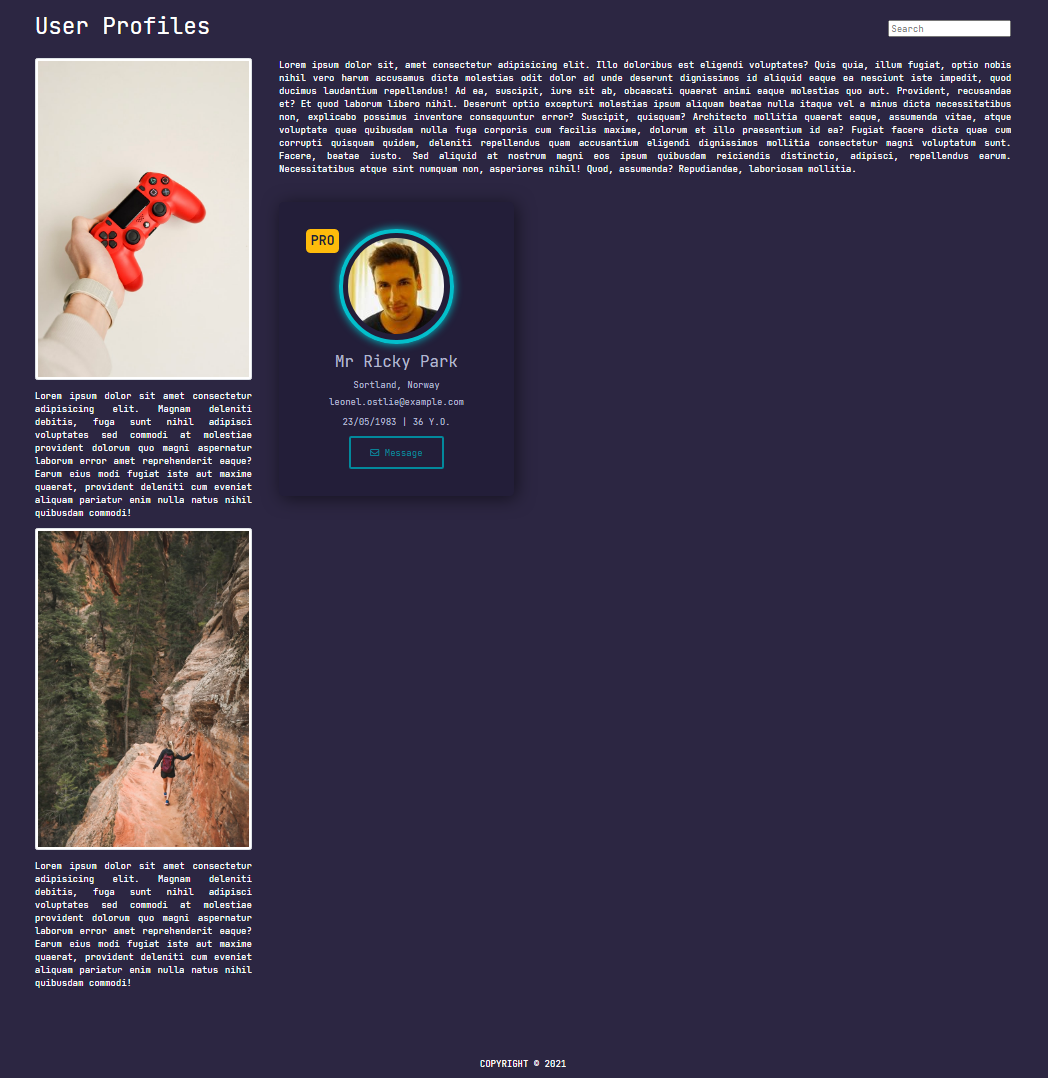 User Profiles
Search
Lorem ipsum dolor sit amet consectetur
adipisicing elit. Magnam deleniti
debitis, fuga sunt nihil adipisci
voluptates sed commodi at molestiae
provident dolorum quo magni aspernatur
laborum error amet reprehenderit eaque?
Earum eius modi fugiat iste aut maxime
quaerat, provident deleniti cum eveniet
aliquam pariatur enim nulla natus nihil
quibusdam commodi!
Lorem ipsum dolor sit amet consectetur
adipisicing elit. Magnam deleniti
debitis, fuga sunt nihil adipisci
voluptates sed commodi at molestiae
provident dolorum quo magni aspernatur
laborum error amet reprehenderit eaque?
Earum eius modi fugiat iste aut maxime
quaerat, provident deleniti cum eveniet
aliquam pariatur enim nulla natus nihil
quibusdam commodi!
Lorem ipsum dolor sit, amet consectetur adipisicing elit. Illo doloribus est eligendi voluptates? Quis quia, illum fugiat, optio nobis
nihil vero harum accusamus dicta molestias odit dolor ad unde deserunt dignissimos id aliquid eaque ea nesciunt iste impedit, quod
ducimus laudantium repellendus! Ad ea, suscipit, iure sit ab, obcaecati quaerat animi eaque molestias quo aut. Provident, recusandae
et? Et quod laborum libero nihil. Deserunt optio excepturi molestias ipsum aliquam beatae nulla itaque vel a minus dicta necessitatibus
non, explicabo possimus inventore consequuntur error? Suscipit, quisquam? Architecto mollitia quaerat eaque, assumenda vitae, atque
voluptate quae quibusdam nulla fuga corporis cum facilis maxime, dolorum et illo praesentium id ea? Fugiat facere dicta quae cum
corrupti quisquam quidem, deleniti repellendus quam accusantium eligendi dignissimos mollitia consectetur magni voluptatum sunt.
Facere, beatae iusto. Sed aliquid at nostrum magni eos ipsum quibusdam reiciendis distinctio, adipisci, repellendus earum.
Necessitatibus atque sint numquam non, asperiores nihil! Quod, assumenda? Repudiandae, laboriosam mollitia.
PRO
Mr Ricky Park
Sortland, Norway
leonel.ostlie@example.com
23/05/1983 | 36 Y.O.
Message
COPYRIGHT © 2021